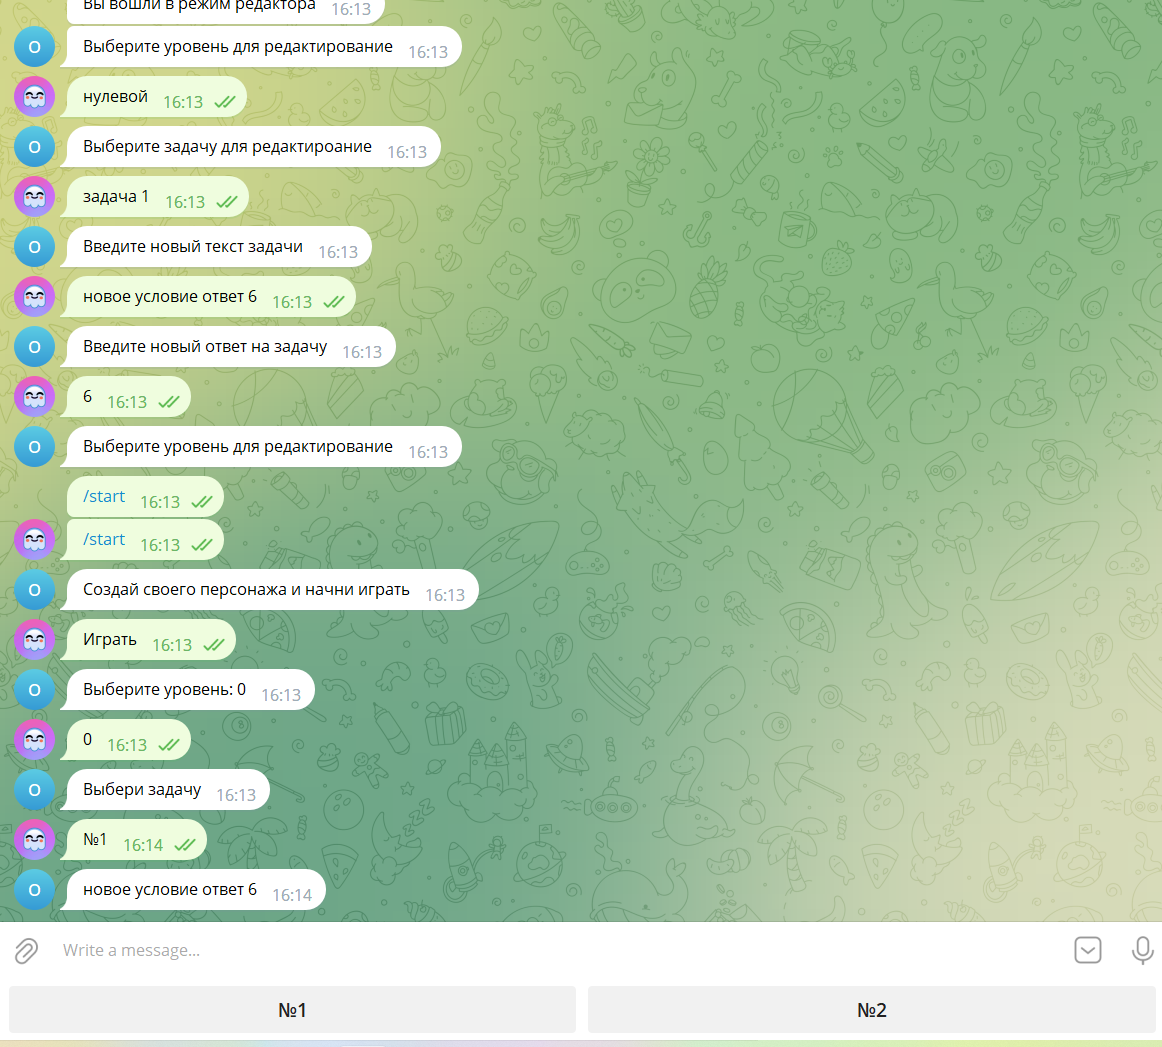 Вы вошли в режим редактора 16:13
О Выберите уровень для редактирование 16:13
нулевой 16:13
О Выберите задачу для редактироание 16:13
задача 1 16:13
О Введите новый текст задачи 16:13
новое условие ответ 6 16:13
О Введите новый ответ на задачу 16:13
6 16:13
О Выберите уровень для редактирование 16:13
/start 16:13
/start 16:13
О Создай своего персонажа и начни играть 16:13
Играть 16:13
О Выберите уровень: 0 16:13
0 16:13
О Выбери задачу 16:13
№1 16:14
О новое условие ответ 6 16:14
Write a message...
№1 №2